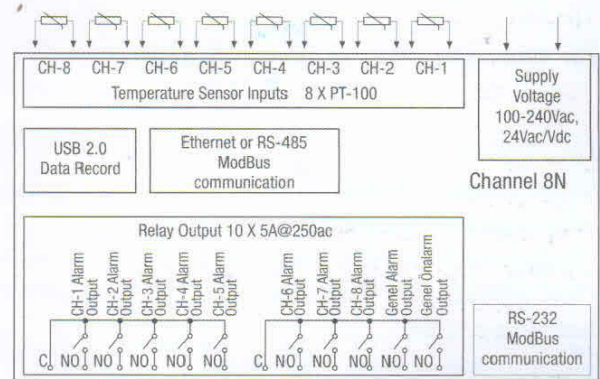 CH-8 CH-7 CH-6 CH-5 CH-4 CH-3 CH-2 CH-1
Temperature Sensor Inputs 8 X PT-100
Supply
Voltage
100-240Vac,
24Vac/Vdc
USB 2.0
Data Record
Ethernet or RS-485
ModBus
communication
Channel 8N
Relay Output 10 X 5A@250ac
CH-1 Alarm
Output
CH-2 Alarm
Output
CH-3 Alarm
Output
CH-4 Alarm
Output
CH-5 Alarm
Output
CH-6 Alarm
Output
CH-7 Alarm
Output
CH-8 Alarm
Output
Genel Alarm
Output
Genel Önalarm
Output
C NO NO NO NO NO C NO NO NO NO NO
RS-232
ModBus
communication